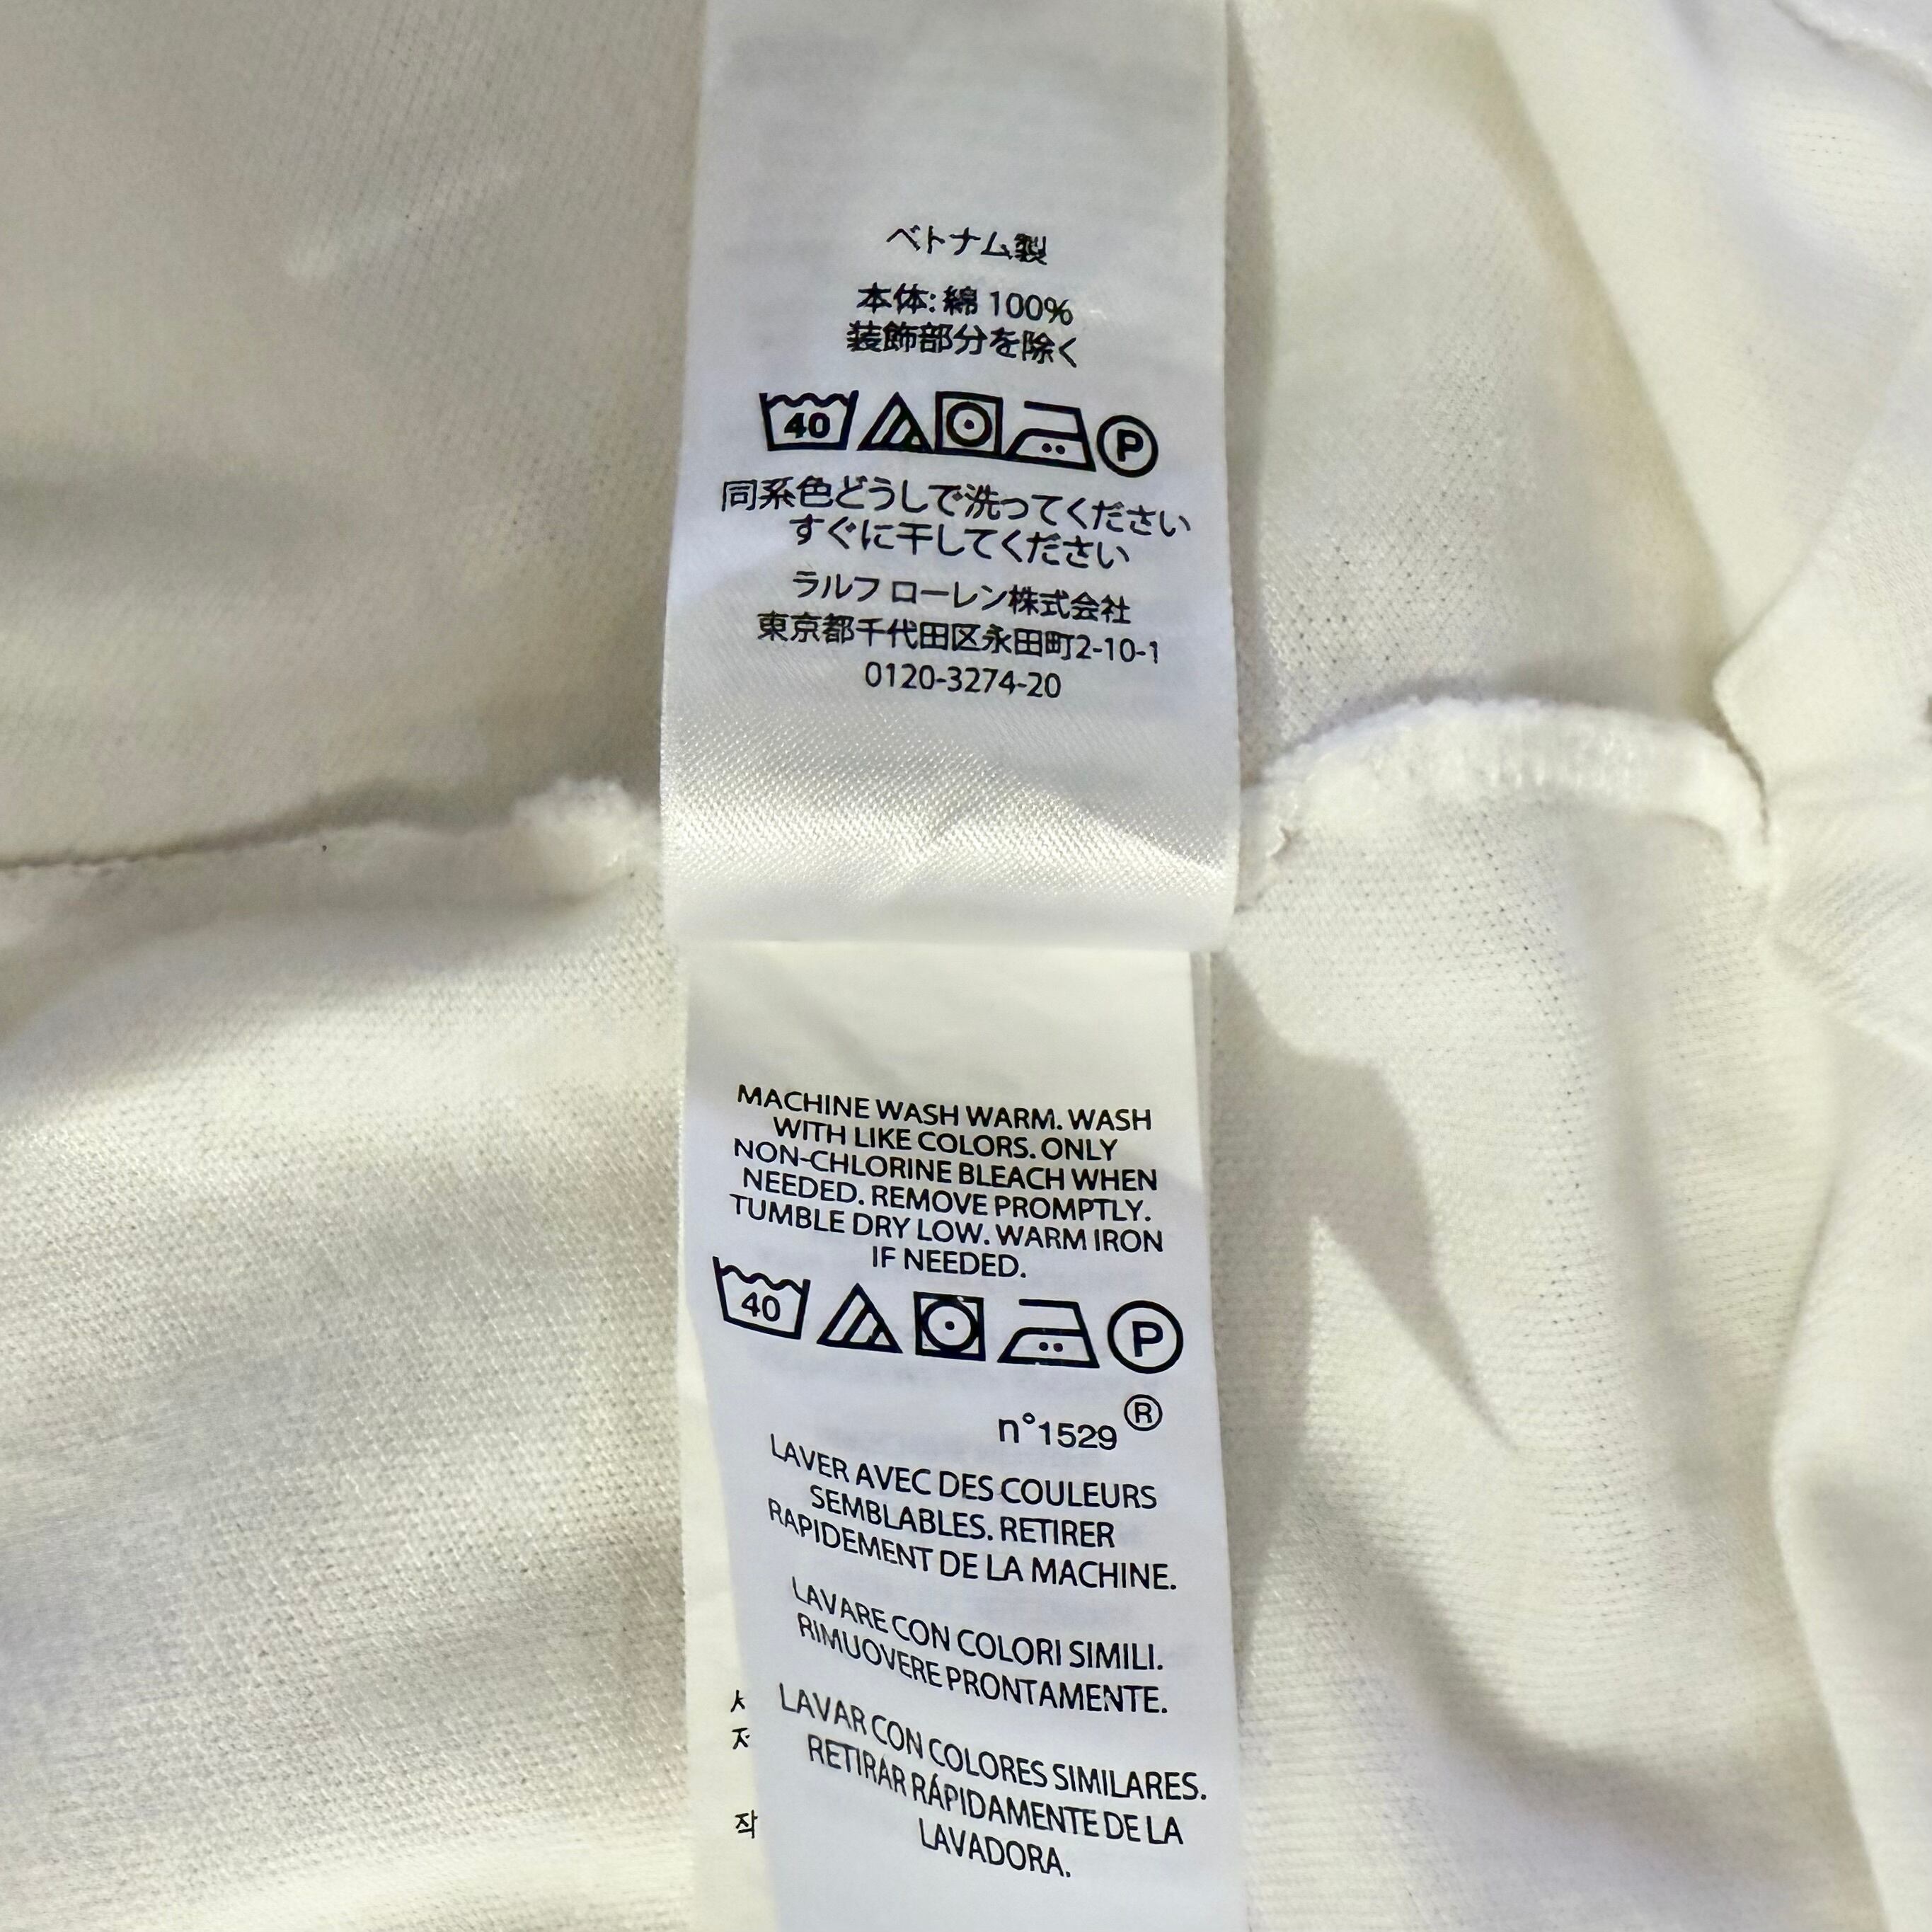 ベトナム製
本体: 綿 100%
装飾部分を除く
40 P
同系色どうしで洗ってください
すぐに干してください
ラルフ ローレン株式会社
東京都千代田区永田町2-10-1
0120-3274-20
MACHINE WASH WARM. WASH
WITH LIKE COLORS. ONLY
NON-CHLORINE BLEACH WHEN
NEEDED. REMOVE PROMPTLY.
TUMBLE DRY LOW. WARM IRON
IF NEEDED.
40 P
n°1529 ®
LAVER AVEC DES COULEURS
SEMBLABLES. RETIRER
RAPIDEMENT DE LA MACHINE.
LAVARE CON COLORI SIMILI.
RIMUOVERE PRONTAMENTE.
LAVAR CON COLORES SIMILARES.
RETIRAR RÁPIDAMENTE DE LA
LAVADORA.